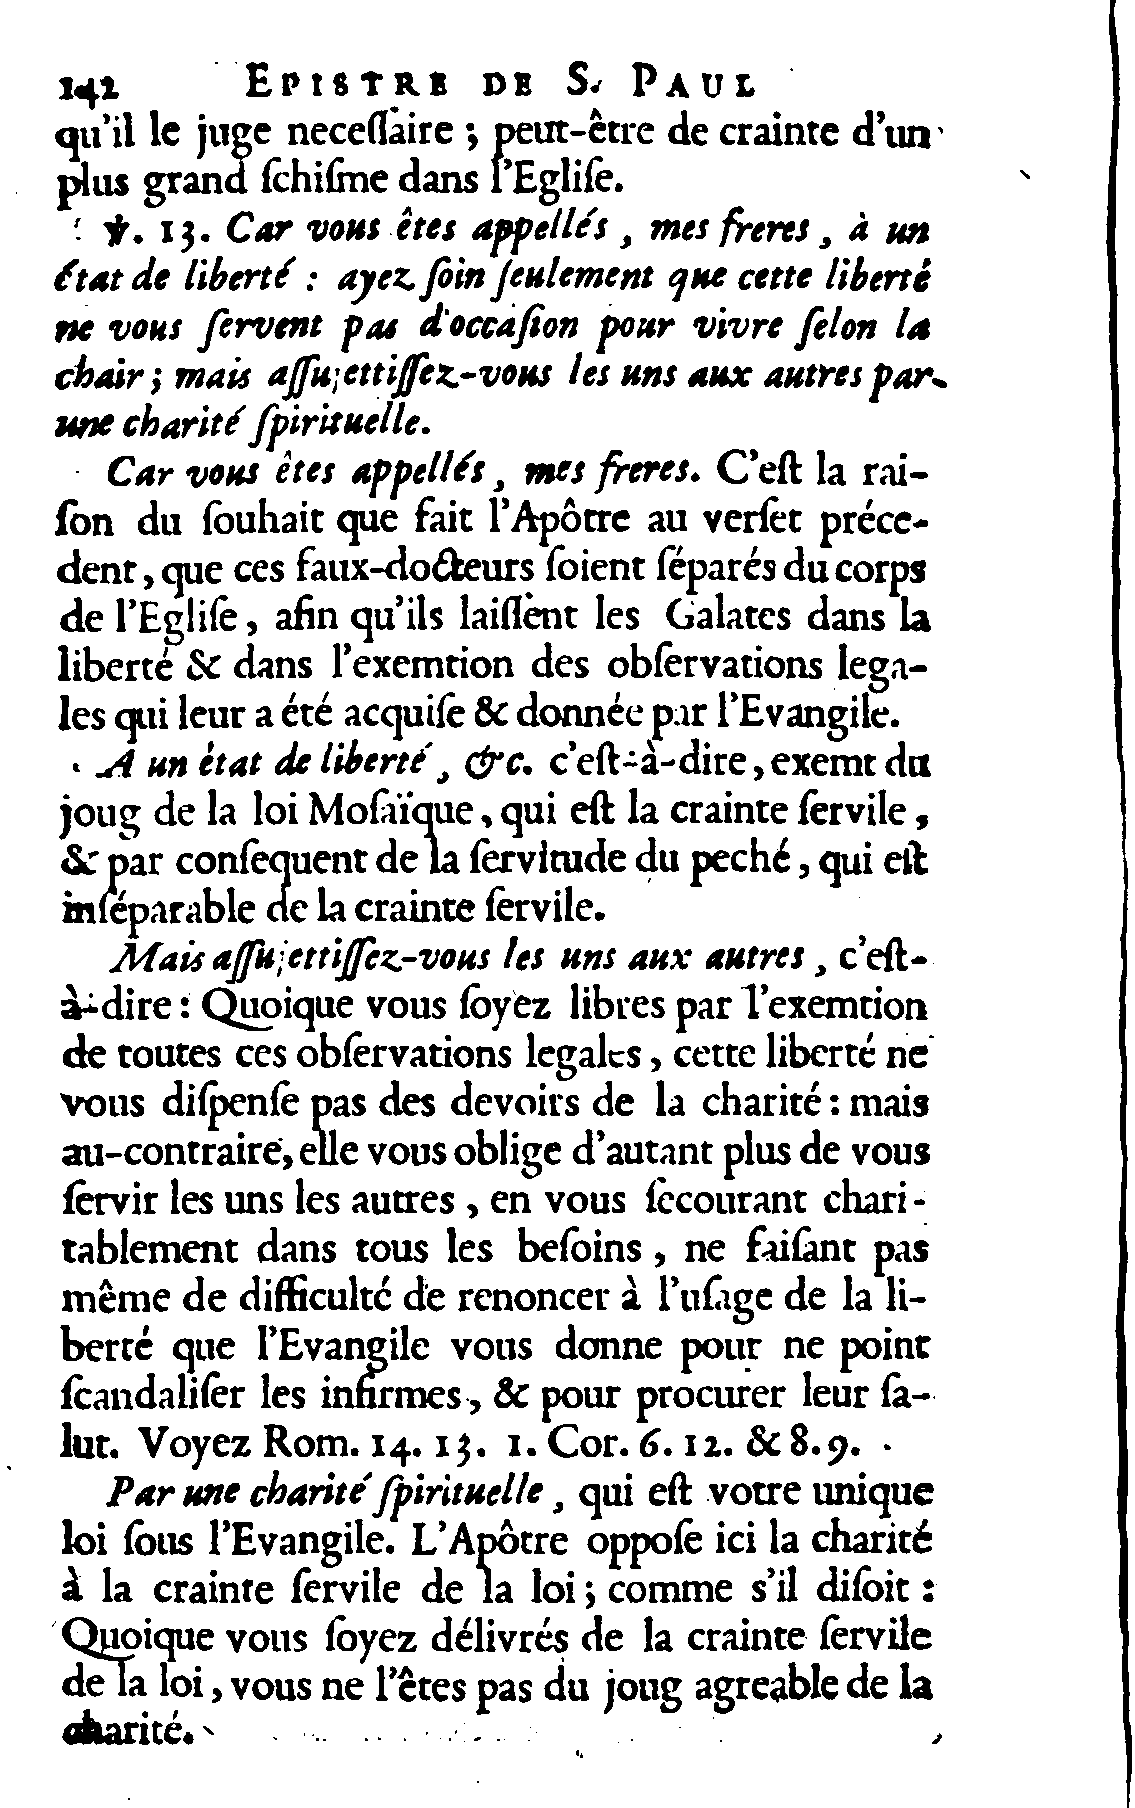 142 EPISTRE DE S. PAUL
qu'il le juge neceſſaire ; peut-être de crainte d'un
plus grand ſchiſme dans l'Egliſe.
℣. 13. Car vous êtes appellés, mes freres, à un
état de liberté : ayez ſoin ſeulement que cette liberté
ne vous ſervent pas d'occaſion pour vivre ſelon la
chair ; mais aſſujettiſſez-vous les uns aux autres par
une charité ſpirituelle.
Car vous êtes appellés, mes freres. C'eſt la rai-
ſon du ſouhait que fait l'Apôtre au verſet préce-
dent, que ces faux-docteurs ſoient ſéparés du corps
de l'Egliſe, afin qu'ils laiſſent les Galates dans la
liberté & dans l'exemtion des obſervations lega-
les qui leur a été acquiſe & donnée par l'Evangile.
A un état de liberté, &c. c'eſt-à-dire, exemt du
joug de la loi Moſaïque, qui eſt la crainte ſervile,
& par conſequent de la ſervitude du peché, qui eſt
inſéparable de la crainte ſervile.
Mais aſſujettiſſez-vous les uns aux autres, c'eſt-
à-dire : Quoique vous ſoyez libres par l'exemtion
de toutes ces obſervations legales, cette liberté ne
vous diſpenſe pas des devoirs de la charité : mais
au-contraire, elle vous oblige d'autant plus de vous
ſervir les uns les autres, en vous ſecourant chari-
tablement dans tous les beſoins, ne faiſant pas
même de difficulté de renoncer à l'uſage de la li-
berté que l'Evangile vous donne pour ne point
ſcandaliſer les infirmes, & pour procurer leur ſa-
lut. Voyez Rom. 14. 13. 1. Cor. 6. 12. & 8. 9.
Par une charité ſpirituelle, qui eſt votre unique
loi ſous l'Evangile. L'Apôtre oppoſe ici la charité
à la crainte ſervile de la loi ; comme s'il diſoit :
Quoique vous ſoyez délivrés de la crainte ſervile
de la loi, vous ne l'êtes pas du joug agreable de la
charité.